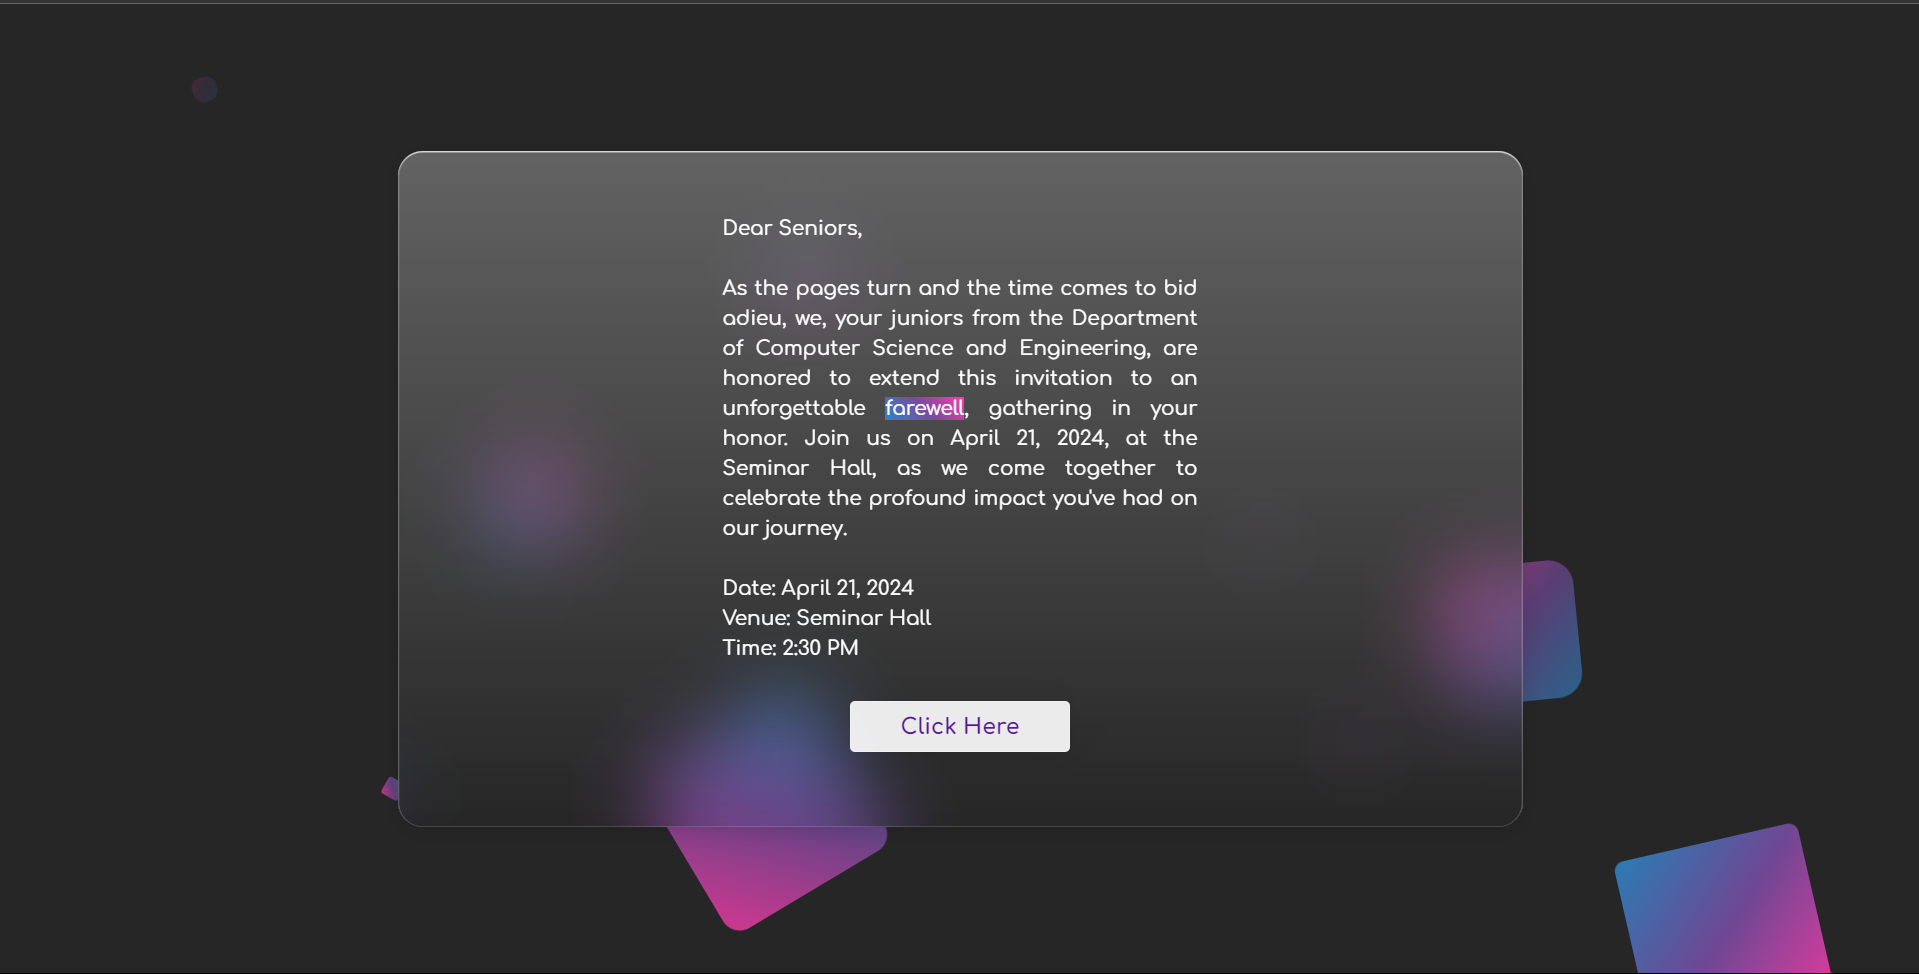 Dear Seniors,
As the pages turn and the time comes to bid
adieu, we, your juniors from the Department
of Computer Science and Engineering, are
honored to extend this invitation to an
unforgettable farewell, gathering in your
honor. Join us on April 21, 2024, at the
Seminar Hall, as we come together to
celebrate the profound impact you've had on
our journey.
Date: April 21, 2024
Venue: Seminar Hall
Time: 2:30 PM
Click Here